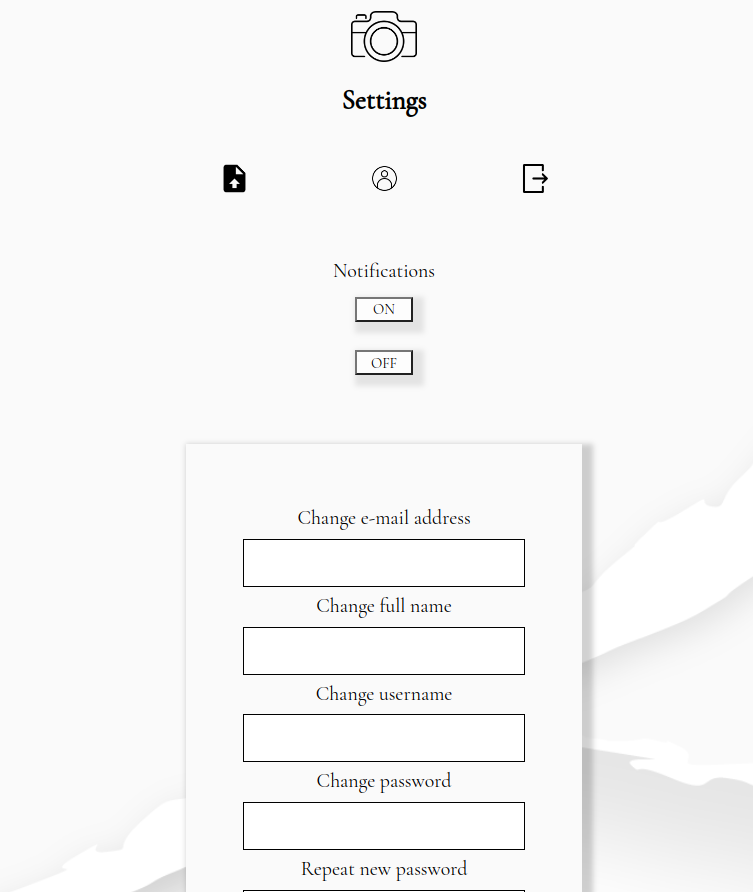 Settings
Notifications
ON
OFF
Change e-mail address
Change full name
Change username
Change password
Repeat new password